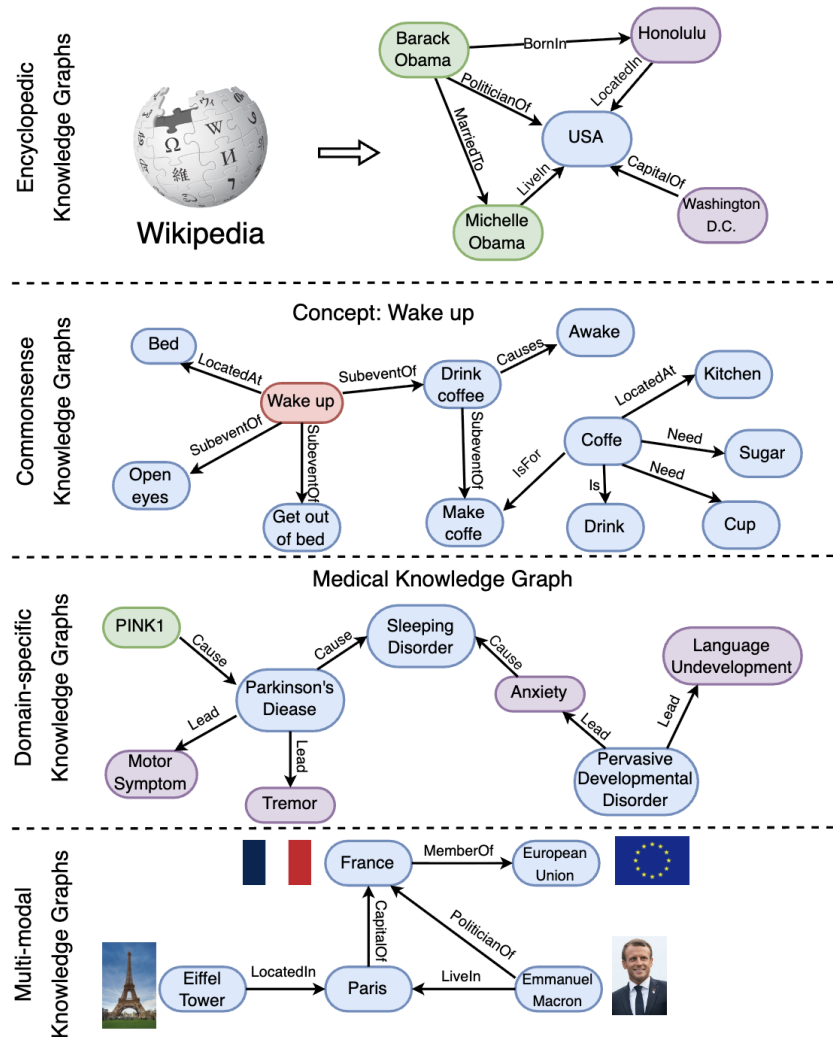 Encyclopedic
Knowledge Graphs
Ω
W
И
維
Wikipedia
Barack
Obama
BornIn
Honolulu
PoliticianOf
LocatedIn
MarriedTo
USA
LiveIn
CapitalOf
Michelle
Obama
Washington
D.C.
Commonsense
Knowledge Graphs
Concept: Wake up
Bed
LocatedAt
Wake up
SubeventOf
Drink
coffee
Causes
Awake
SubeventOf
Open
eyes
SubeventOf
Get out
of bed
SubeventOf
Make
coffe
IsFor
Coffe
LocatedAt
Kitchen
Need
Sugar
Need
Cup
Is
Drink
Domain-specific
Knowledge Graphs
Medical Knowledge Graph
PINK1
Cause
Parkinson's
Diease
Cause
Sleeping
Disorder
Lead
Motor
Symptom
Lead
Tremor
Cause
Anxiety
Lead
Pervasive
Developmental
Disorder
Lead
Language
Undevelopment
Multi-modal
Knowledge Graphs
France
MemberOf
European
Union
CapitalOf
PoliticianOf
Eiffel
Tower
LocatedIn
Paris
LiveIn
Emmanuel
Macron